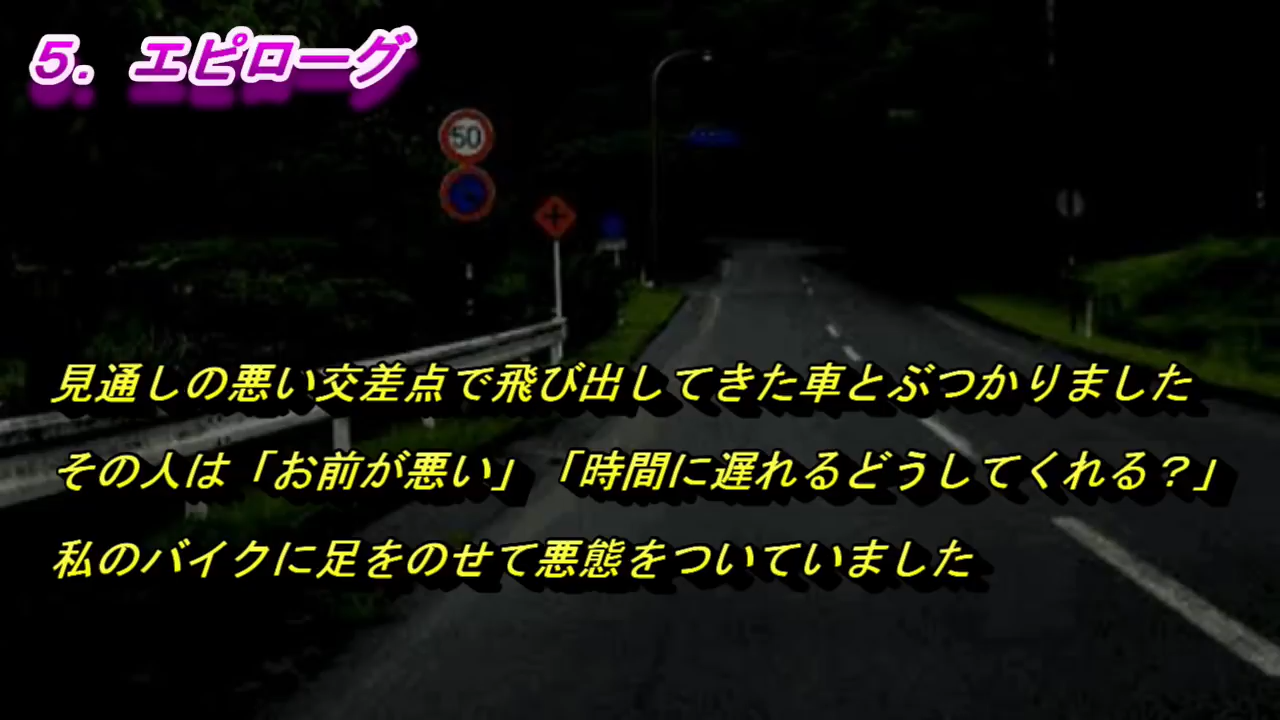 5．エピローグ
50
見通しの悪い交差点で飛び出してきた車とぶつかりました
その人は「お前が悪い」「時間に遅れるどうしてくれる？」
私のバイクに足をのせて悪態をついていました